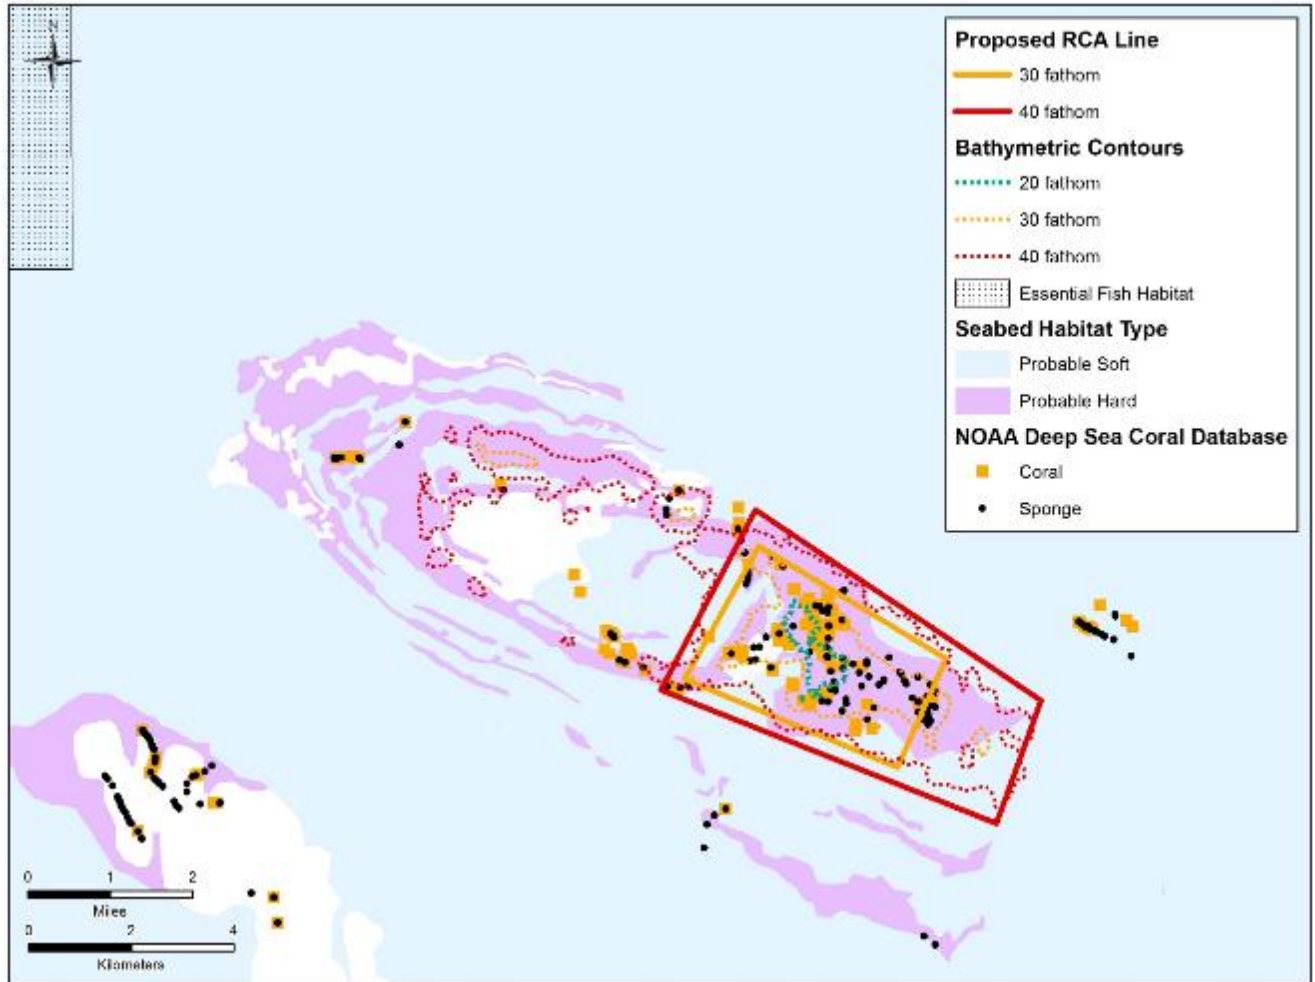 N
Proposed RCA Line
30 fathom
40 fathom
Bathymetric Contours
20 fathom
30 fathom
40 fathom
Essential Fish Habitat
Seabed Habitat Type
Probable Soft
Probable Hard
NOAA Deep Sea Coral Database
Coral
Sponge
0 1 2
Miles
0 2 4
Kilometers